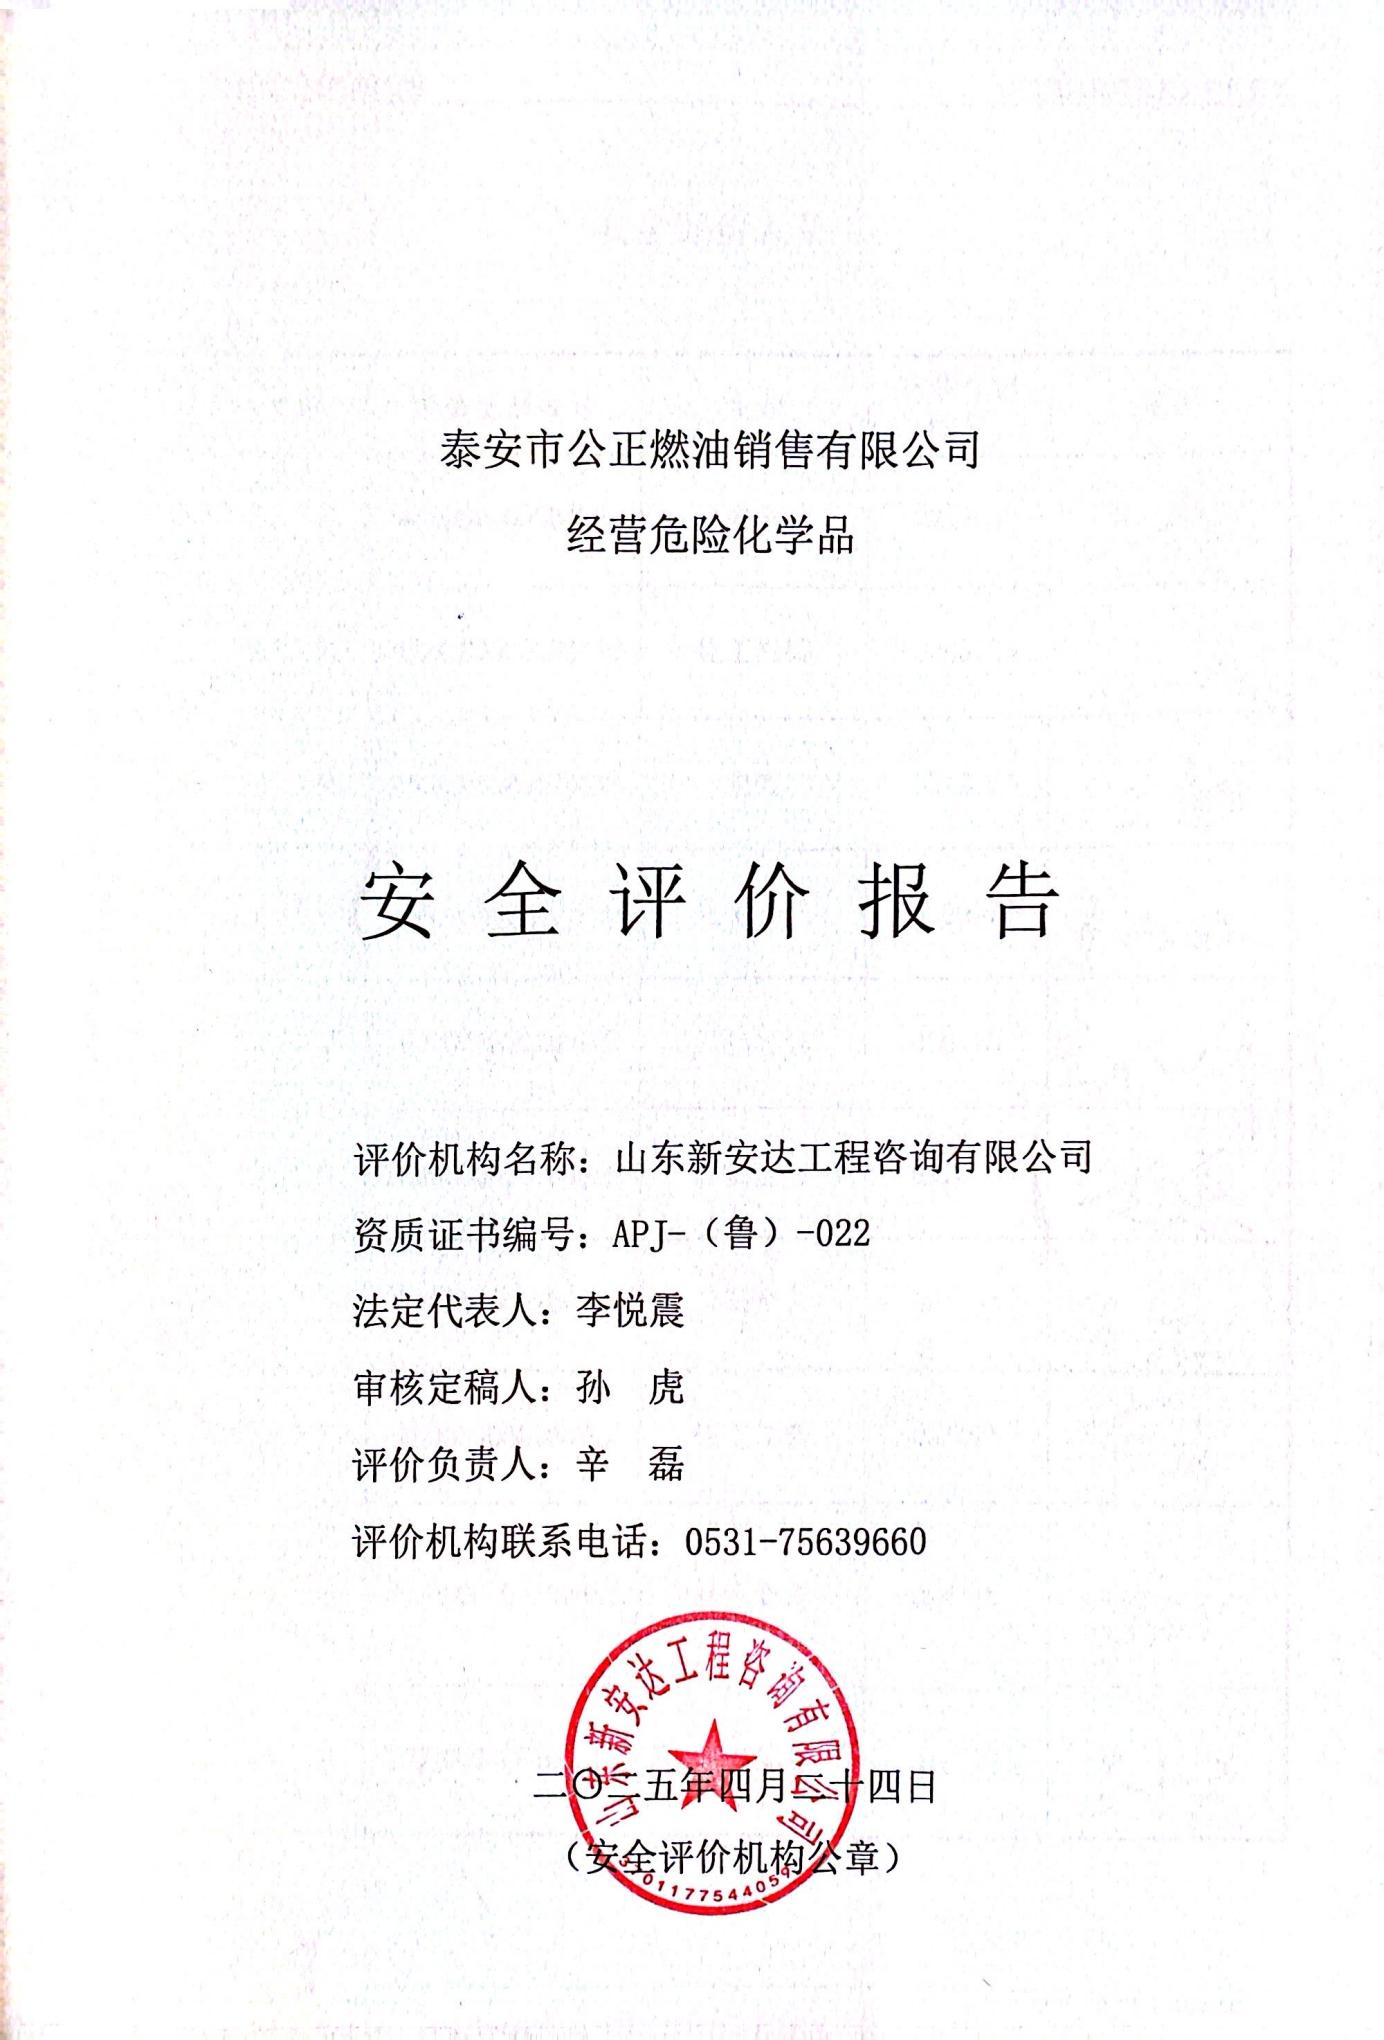 泰安市公正燃油销售有限公司
经营危险化学品
安全评价报告
评价机构名称：山东新安达工程咨询有限公司
资质证书编号：APJ-（鲁）-022
法定代表人：李悦震
审核定稿人：孙　虎
评价负责人：辛　磊
评价机构联系电话：0531-75639660
山东新安达工程咨询有限公司
二〇二五年四月二十四日
（安全评价机构公章）
3701177544059